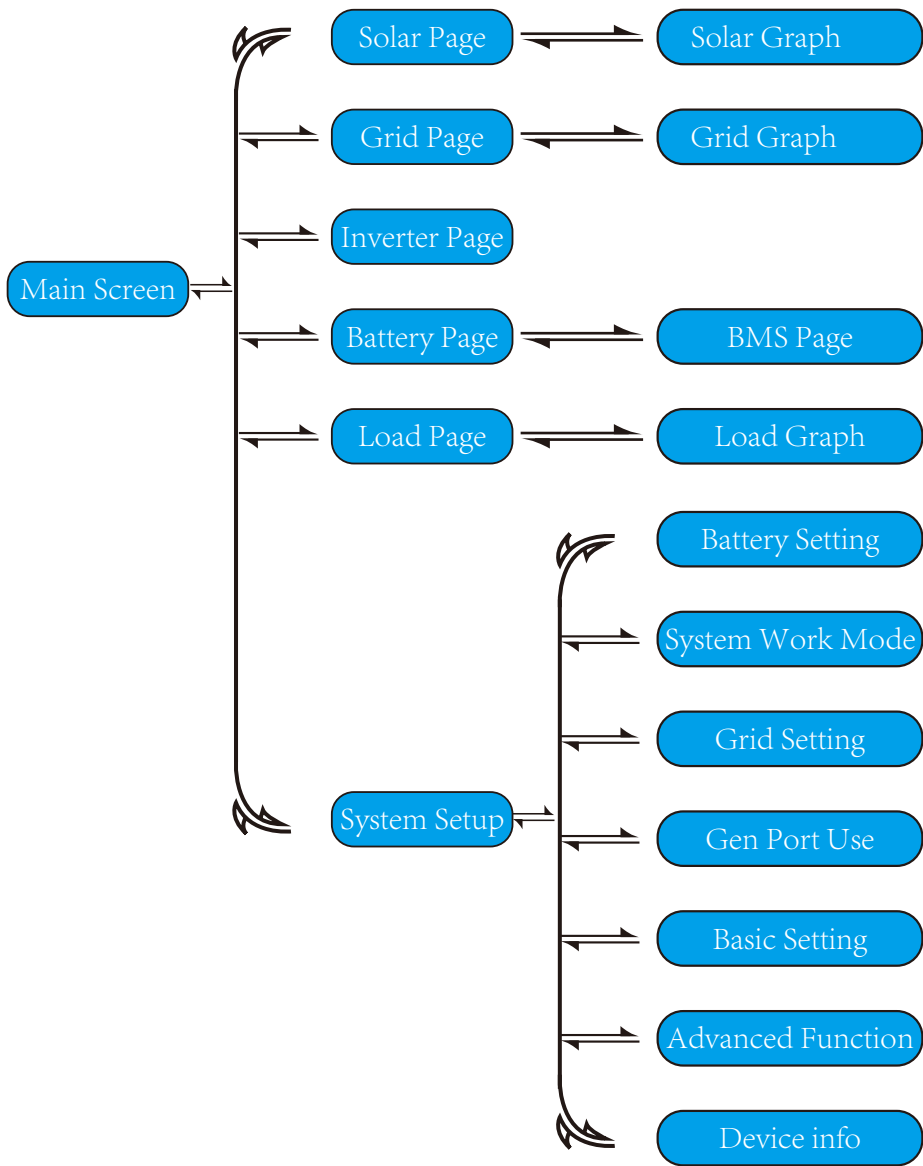 Solar Page
Solar Graph
Grid Page
Grid Graph
Inverter Page
Main Screen
Battery Page
BMS Page
Load Page
Load Graph
Battery Setting
System Work Mode
Grid Setting
System Setup
Gen Port Use
Basic Setting
Advanced Function
Device info